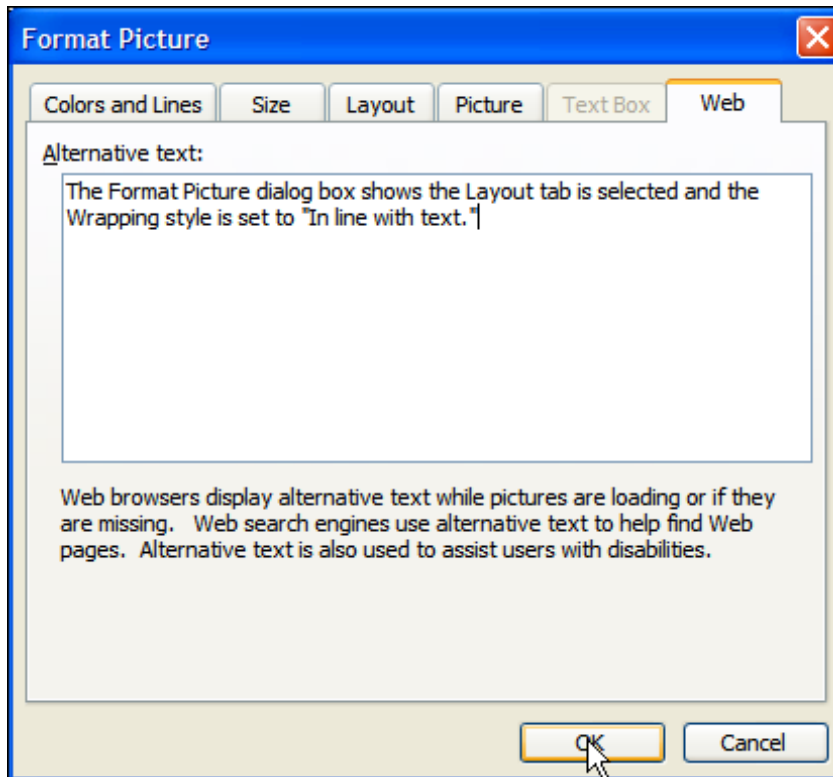 Format Picture
Colors and Lines Size Layout Picture Text Box Web
Alternative text:
The Format Picture dialog box shows the Layout tab is selected and the
Wrapping style is set to "In line with text."
Web browsers display alternative text while pictures are loading or if they
are missing. Web search engines use alternative text to help find Web
pages. Alternative text is also used to assist users with disabilities.
OK Cancel